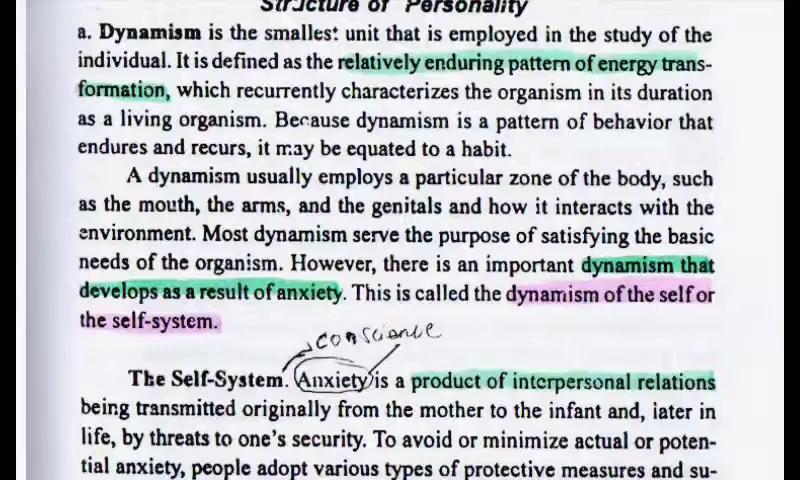 Structure of Personality
a. Dynamism is the smallest unit that is employed in the study of the
individual. It is defined as the relatively enduring pattern of energy trans-
formation, which recurrently characterizes the organism in its duration
as a living organism. Because dynamism is a pattern of behavior that
endures and recurs, it may be equated to a habit.
A dynamism usually employs a particular zone of the body, such
as the mouth, the arms, and the genitals and how it interacts with the
environment. Most dynamism serve the purpose of satisfying the basic
needs of the organism. However, there is an important dynamism that
develops as a result of anxiety. This is called the dynamism of the self or
the self-system.
conscience
The Self-System. Anxiety is a product of interpersonal relations
being transmitted originally from the mother to the infant and, later in
life, by threats to one's security. To avoid or minimize actual or poten-
tial anxiety, people adopt various types of protective measures and su-